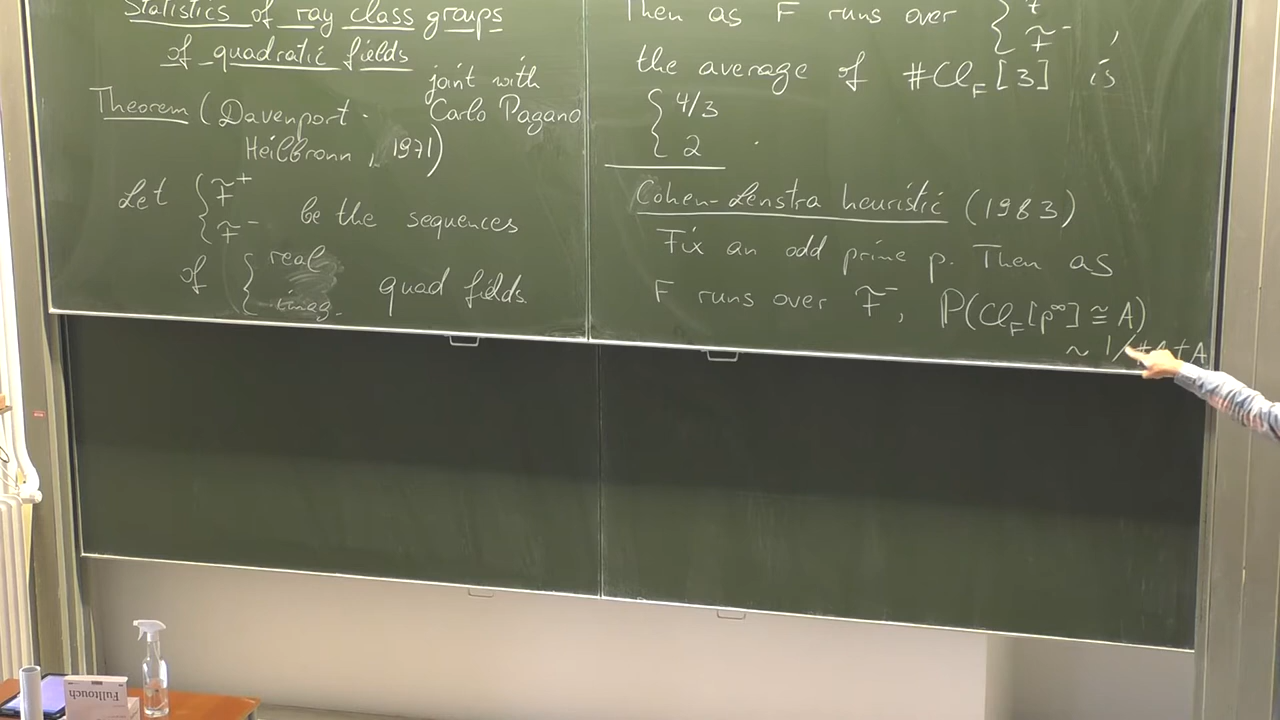 Statistics of ray class groups
of quadratic fields
joint with
Carlo Pagano
Theorem (Davenport -
Heilbronn, 1971)
Let { F̃⁺
F̃⁻ be the sequences
of { real
imag. quad fields.
Then as F runs over {
F̃⁻ ,
the average of #Cl_F[3] is
{ 4/3
2 .
Cohen-Lenstra heuristic (1983)
Fix an odd prime p. Then as
F runs over F̃⁻, ℙ(Cl_F[p^∞] ≅ A)
~ 1/
Fulltouch